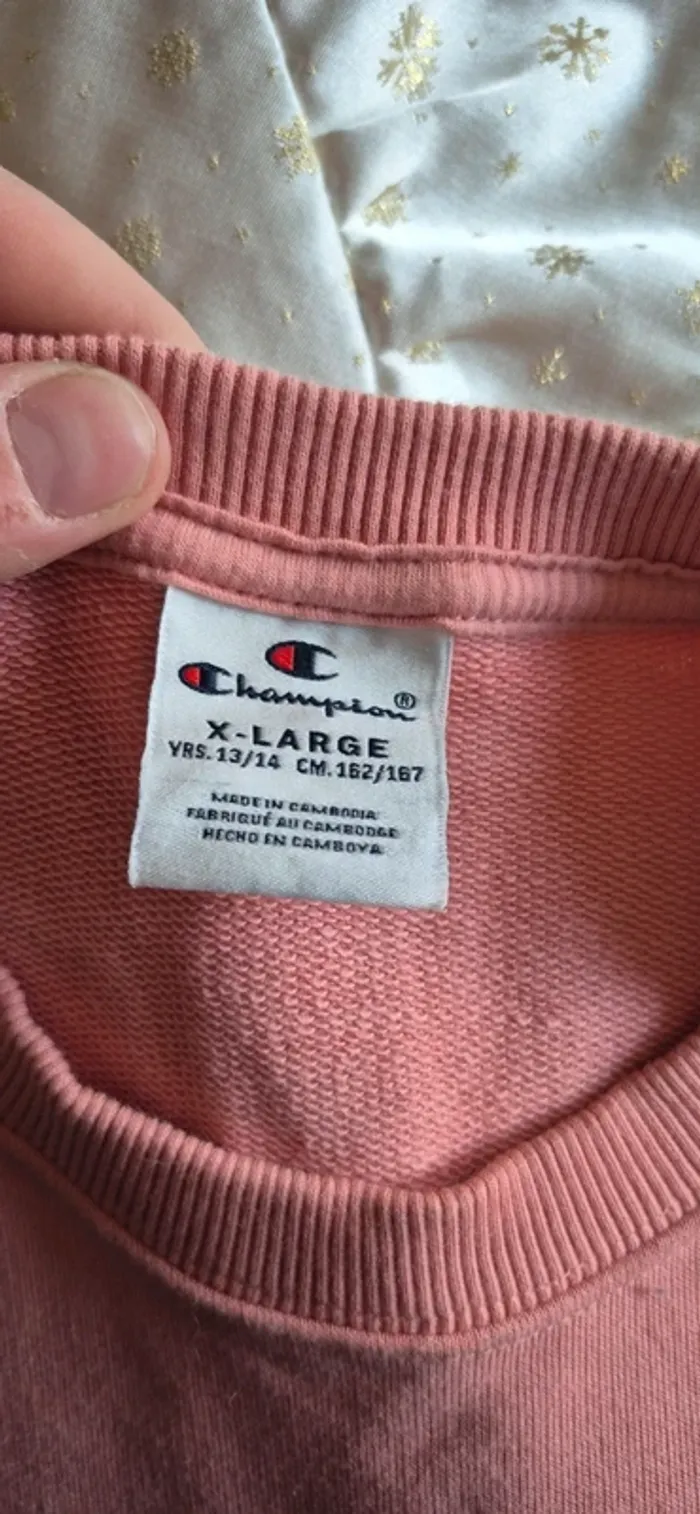 Champion®
X-LARGE
YRS. 13/14 CM. 162/167
MADE IN CAMBODIA
FABRIQUÉ AU CAMBODGE
HECHO EN CAMBOYA